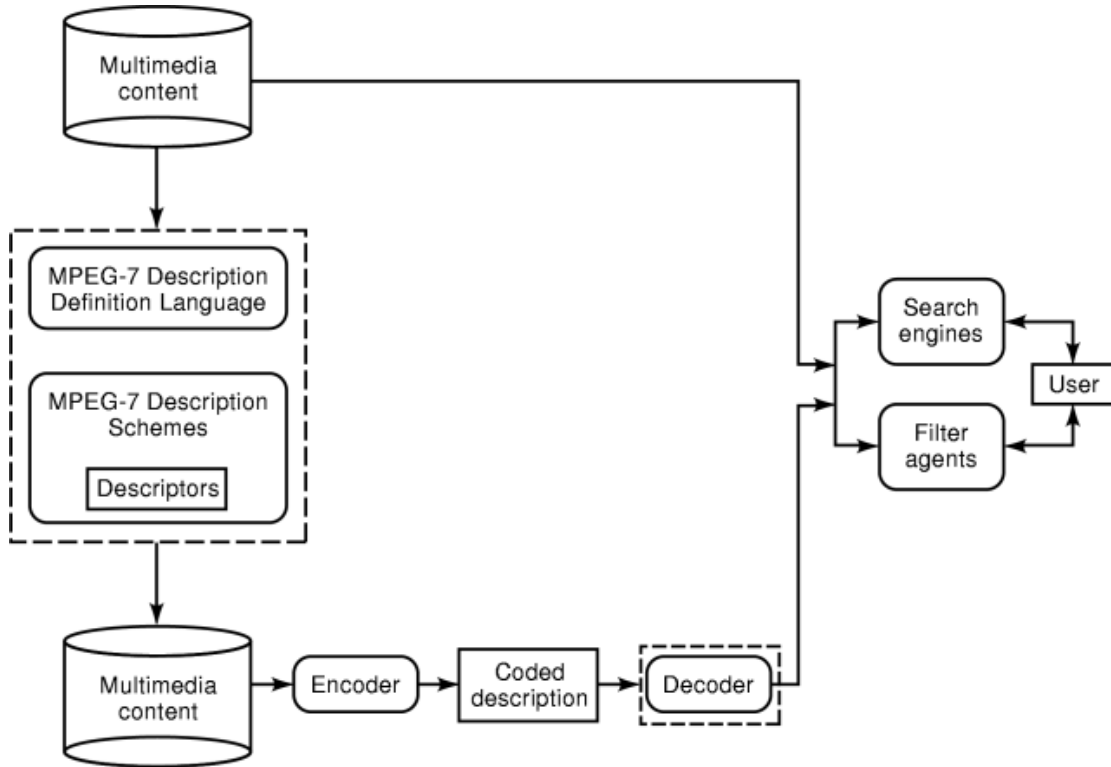 Multimedia
content
MPEG-7 Description
Definition Language
MPEG-7 Description
Schemes
Descriptors
Multimedia
content
Encoder
Coded
description
Decoder
Search
engines
Filter
agents
User